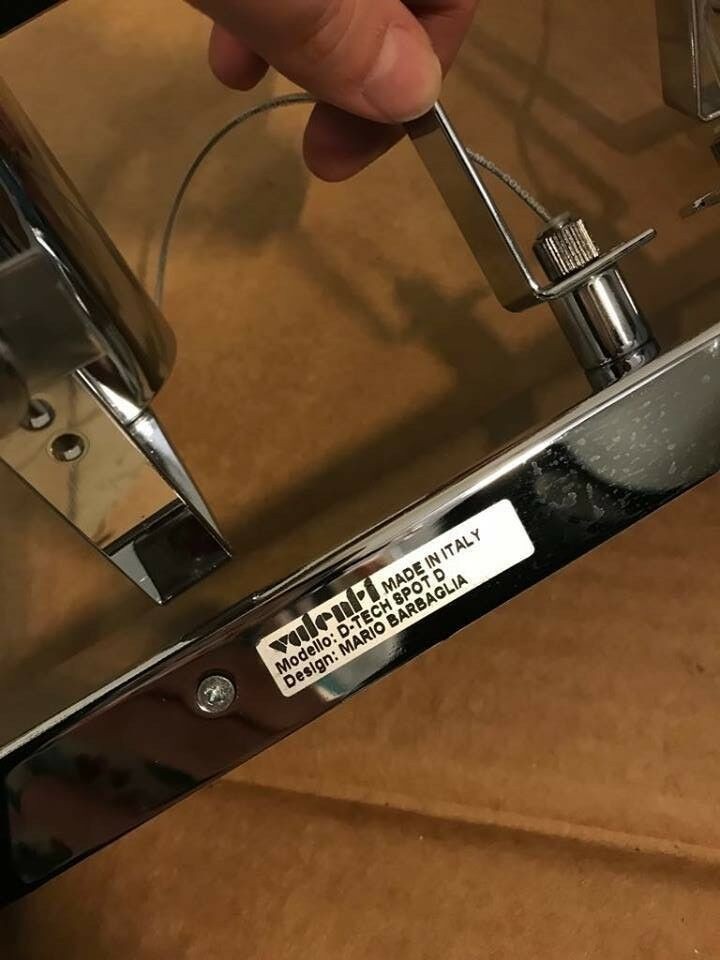 valenti MADE IN ITALY
Modello: D-TECH SPOT D
Design: MARIO BARBAGLIA